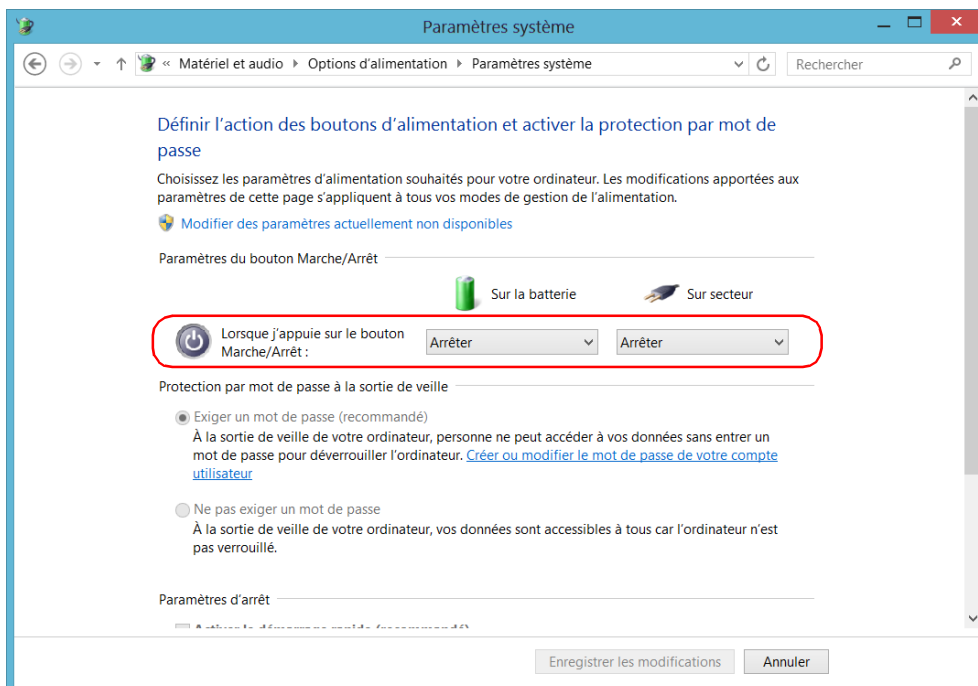 Paramètres système
« Matériel et audio ▸ Options d'alimentation ▸ Paramètres système
Rechercher
Définir l'action des boutons d'alimentation et activer la protection par mot de
passe
Choisissez les paramètres d'alimentation souhaités pour votre ordinateur. Les modifications apportées aux
paramètres de cette page s'appliquent à tous vos modes de gestion de l'alimentation.
Modifier des paramètres actuellement non disponibles
Paramètres du bouton Marche/Arrêt
Sur la batterie
Sur secteur
Lorsque j'appuie sur le bouton
Marche/Arrêt :
Arrêter
Arrêter
Protection par mot de passe à la sortie de veille
Exiger un mot de passe (recommandé)
À la sortie de veille de votre ordinateur, personne ne peut accéder à vos données sans entrer un
mot de passe pour déverrouiller l'ordinateur. Créer ou modifier le mot de passe de votre compte
utilisateur
Ne pas exiger un mot de passe
À la sortie de veille de votre ordinateur, vos données sont accessibles à tous car l'ordinateur n'est
pas verrouillé.
Paramètres d'arrêt
Activer le démarrage rapide (recommandé)
Enregistrer les modifications
Annuler